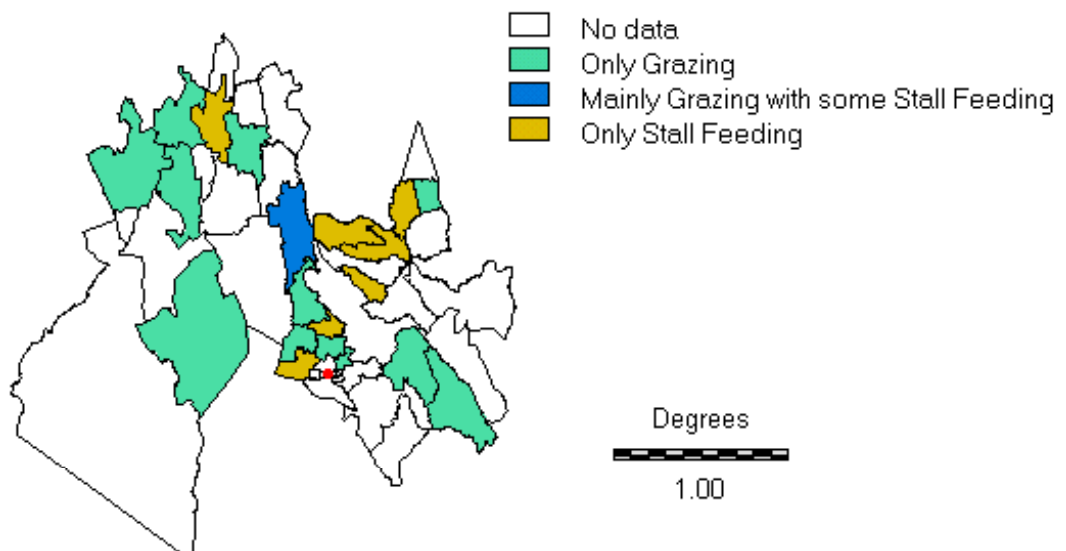 No data
Only Grazing
Mainly Grazing with some Stall Feeding
Only Stall Feeding
Degrees
1.00